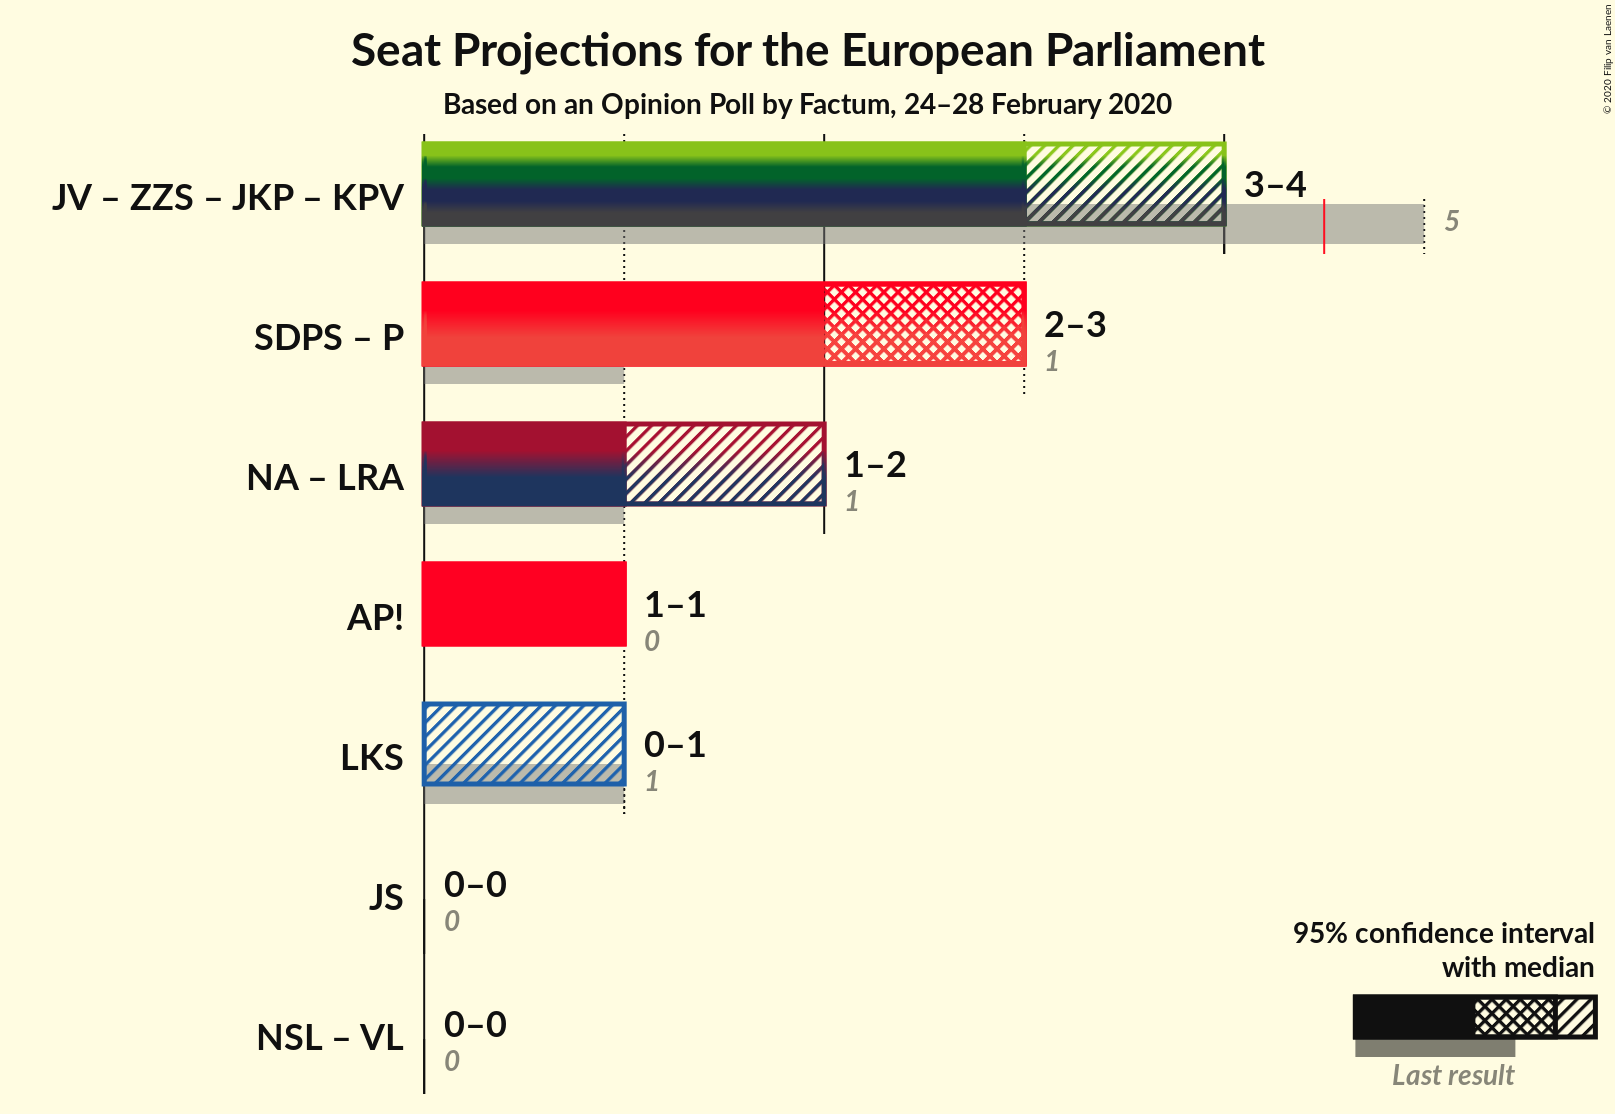 Seat Projections for the European Parliament
Based on an Opinion Poll by Factum, 24–28 February 2020
© 2020 Filip van Laenen
JV – ZZS – JKP – KPV
3–4
5
SDPS – P
2–3
1
NA – LRA
1–2
1
AP!
1–1
0
LKS
0–1
1
JS
0–0
0
NSL – VL
0–0
0
95% confidence interval
with median
Last result